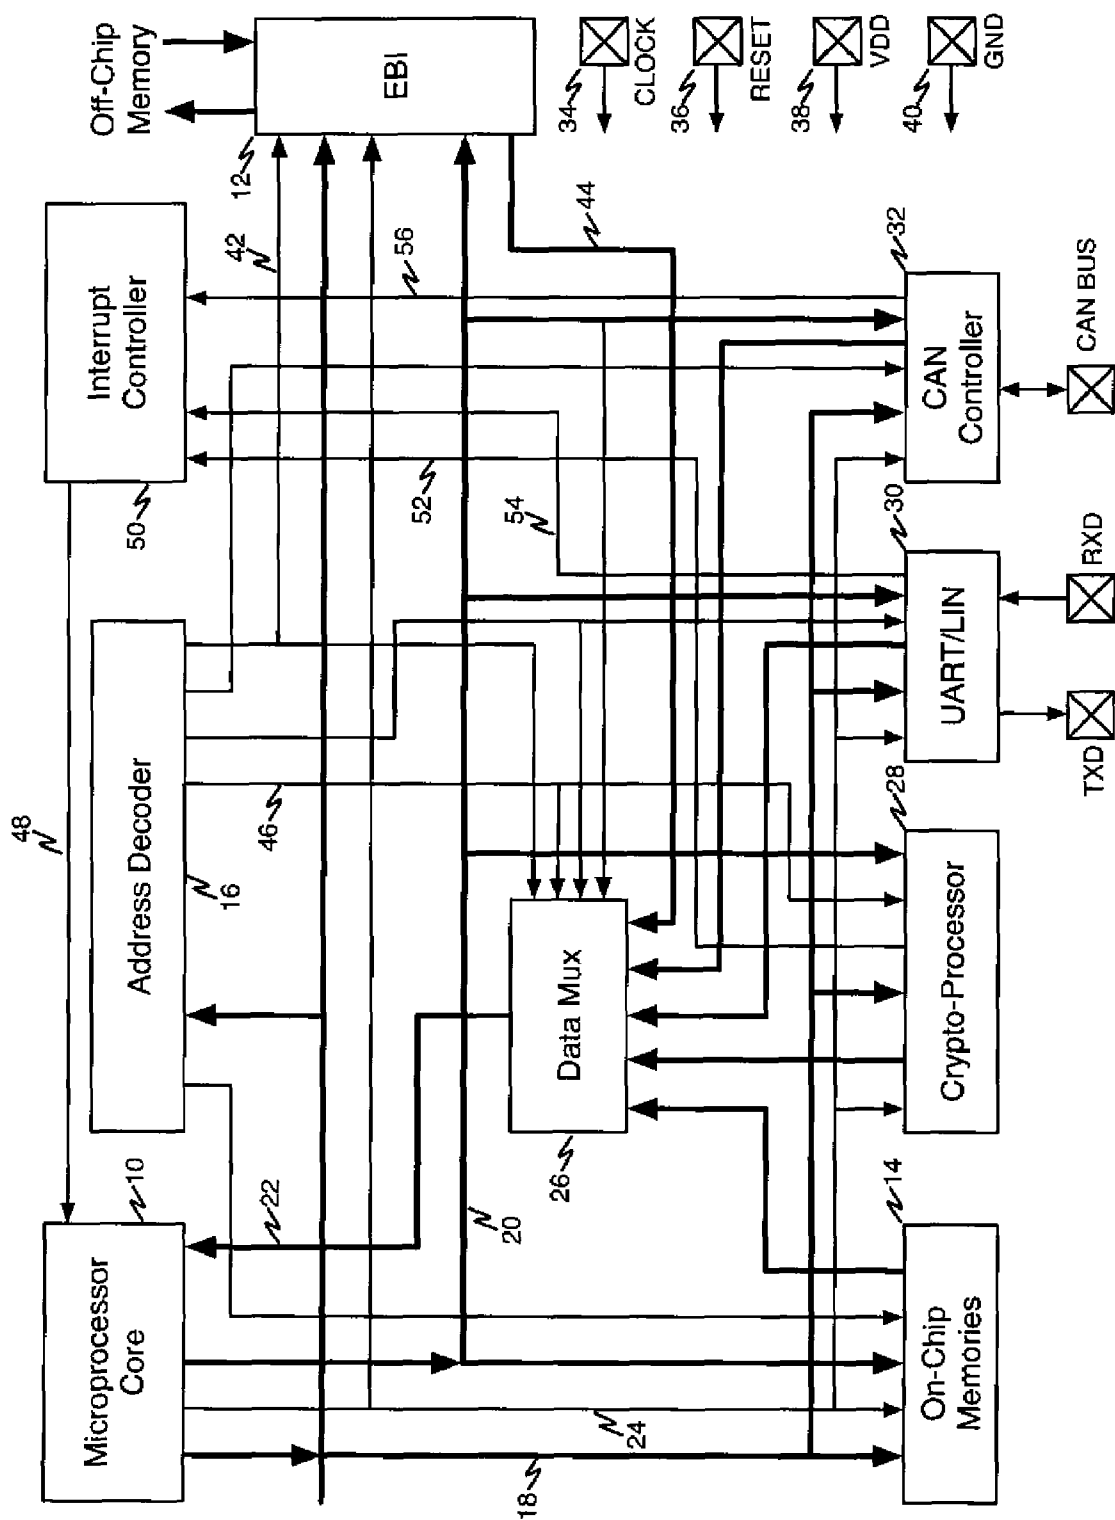 Off-Chip
Memory
EBI
12
34
CLOCK
36
RESET
38
VDD
40
GND
Interrupt
Controller
50
42
56
44
52
54
48
Address Decoder
16
46
Microprocessor
Core
10
22
20
Data Mux
26
24
18
On-Chip
Memories
14
Crypto-Processor
28
UART/LIN
30
CAN
Controller
32
TXD
RXD
CAN BUS